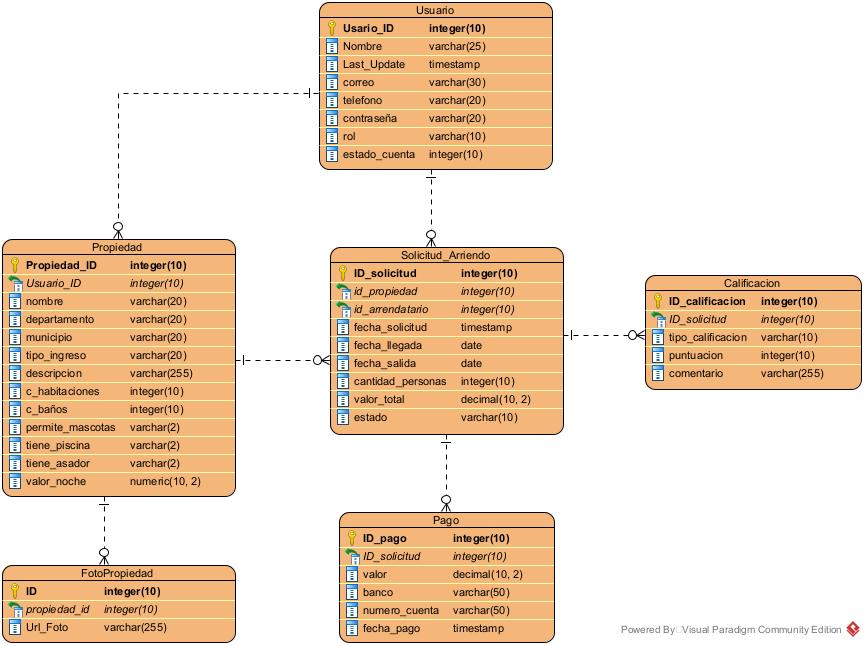 Usuario
Usario_ID integer(10)
Nombre varchar(25)
Last_Update timestamp
correo varchar(30)
telefono varchar(20)
contraseña varchar(20)
rol varchar(10)
estado_cuenta integer(10)
Propiedad
Propiedad_ID integer(10)
Usuario_ID integer(10)
nombre varchar(20)
departamento varchar(20)
municipio varchar(20)
tipo_ingreso varchar(20)
descripcion varchar(255)
c_habitaciones integer(10)
c_baños integer(10)
permite_mascotas varchar(2)
tiene_piscina varchar(2)
tiene_asador varchar(2)
valor_noche numeric(10, 2)
Solicitud_Arriendo
ID_solicitud integer(10)
id_propiedad integer(10)
id_arrendatario integer(10)
fecha_solicitud timestamp
fecha_llegada date
fecha_salida date
cantidad_personas integer(10)
valor_total decimal(10, 2)
estado varchar(10)
Calificacion
ID_calificacion integer(10)
ID_solicitud integer(10)
tipo_calificacion varchar(10)
puntuacion integer(10)
comentario varchar(255)
FotoPropiedad
ID integer(10)
propiedad_id integer(10)
Url_Foto varchar(255)
Pago
ID_pago integer(10)
ID_solicitud integer(10)
valor decimal(10, 2)
banco varchar(50)
numero_cuenta varchar(50)
fecha_pago timestamp
Powered By Visual Paradigm Community Edition